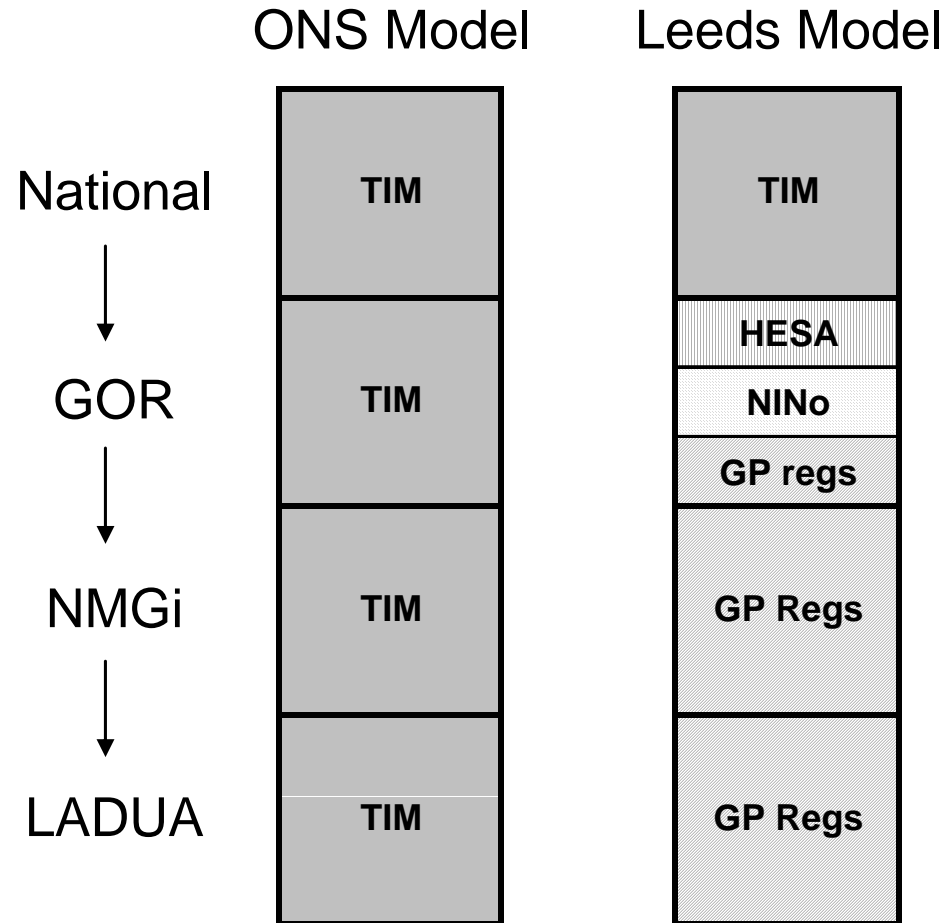 ONS Model Leeds Model
National TIM TIM
HESA
GOR TIM NINo
GP regs
NMGi TIM GP Regs
LADUA TIM GP Regs